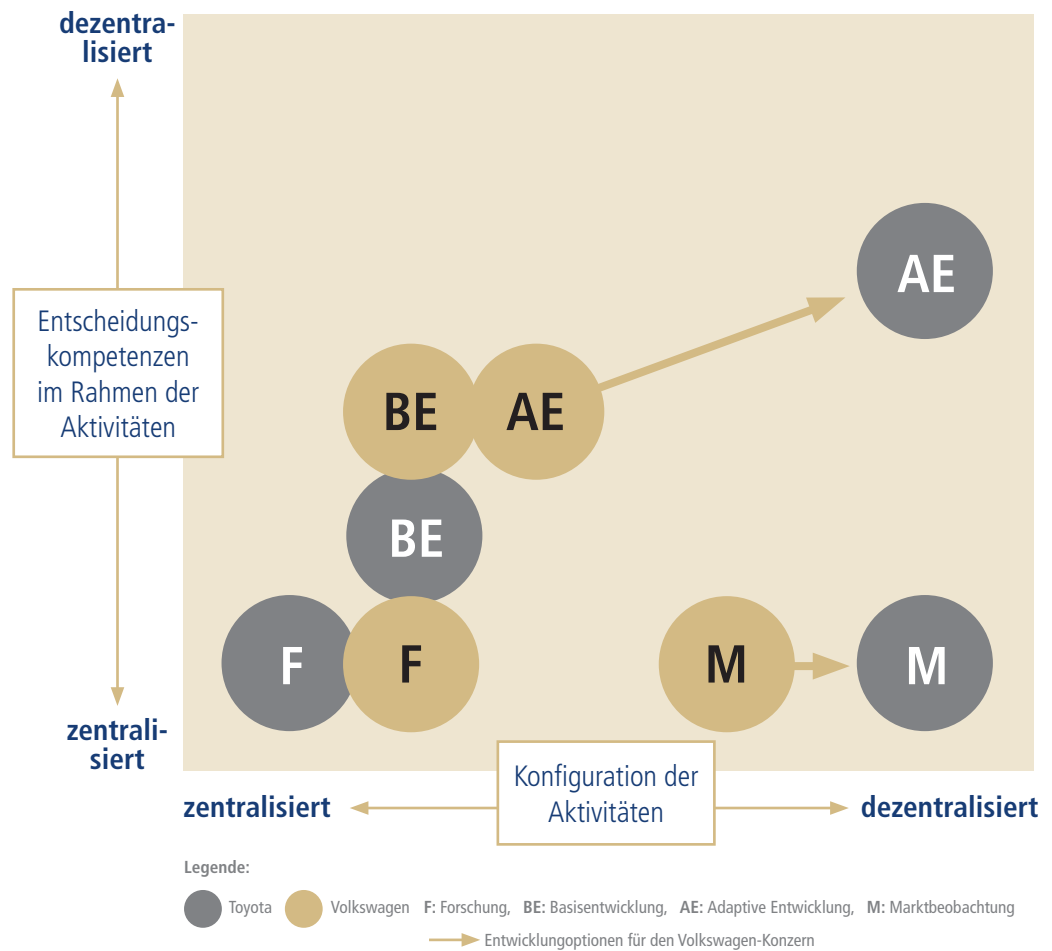 dezentra-
lisiert
Entscheidungs-
kompetenzen
im Rahmen der
Aktivitäten
AE
BE
AE
BE
F
F
M
M
zentrali-
siert
Konfiguration der
Aktivitäten
zentralisiert
dezentralisiert
Legende:
Toyota Volkswagen F: Forschung, BE: Basisentwicklung, AE: Adaptive Entwicklung, M: Marktbeobachtung
Entwicklungoptionen für den Volkswagen-Konzern